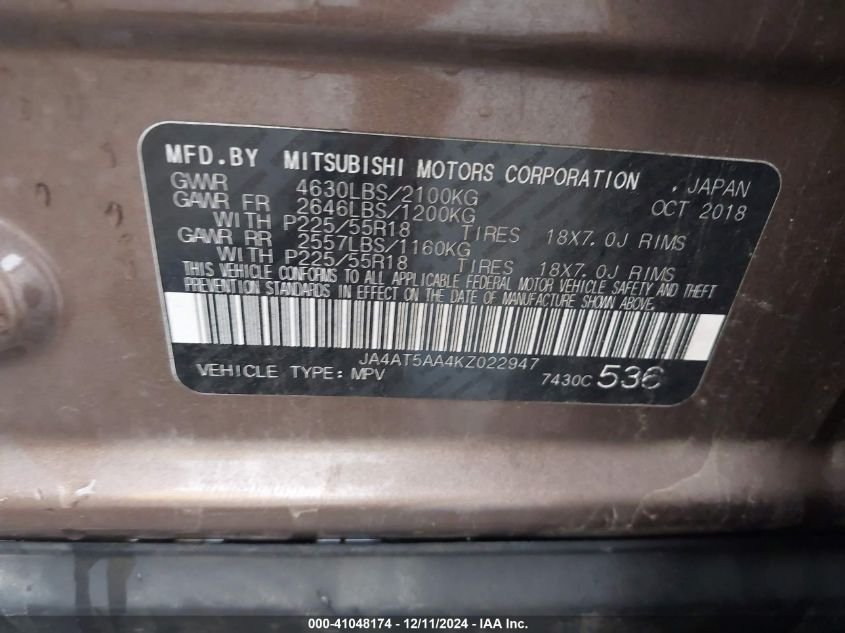 MFD.BY MITSUBISHI MOTORS CORPORATION , JAPAN
GVWR 4630LBS/2100KG OCT 2018
GAWR FR 2646LBS/1200KG
WITH P225/55R18 TIRES 18X7.0J RIMS
GAWR RR 2557LBS/1160KG
WITH P225/55R18 TIRES 18X7.0J RIMS
THIS VEHICLE CONFORMS TO ALL APPLICABLE FEDERAL MOTOR VEHICLE SAFETY AND THEFT
PREVENTION STANDARDS IN EFFECT ON THE DATE OF MANUFACTURE SHOWN ABOVE.
JA4AT5AA4KZ022947
VEHICLE TYPE: MPV 7430C 536
000-41048174 - 12/11/2024 - IAA Inc.